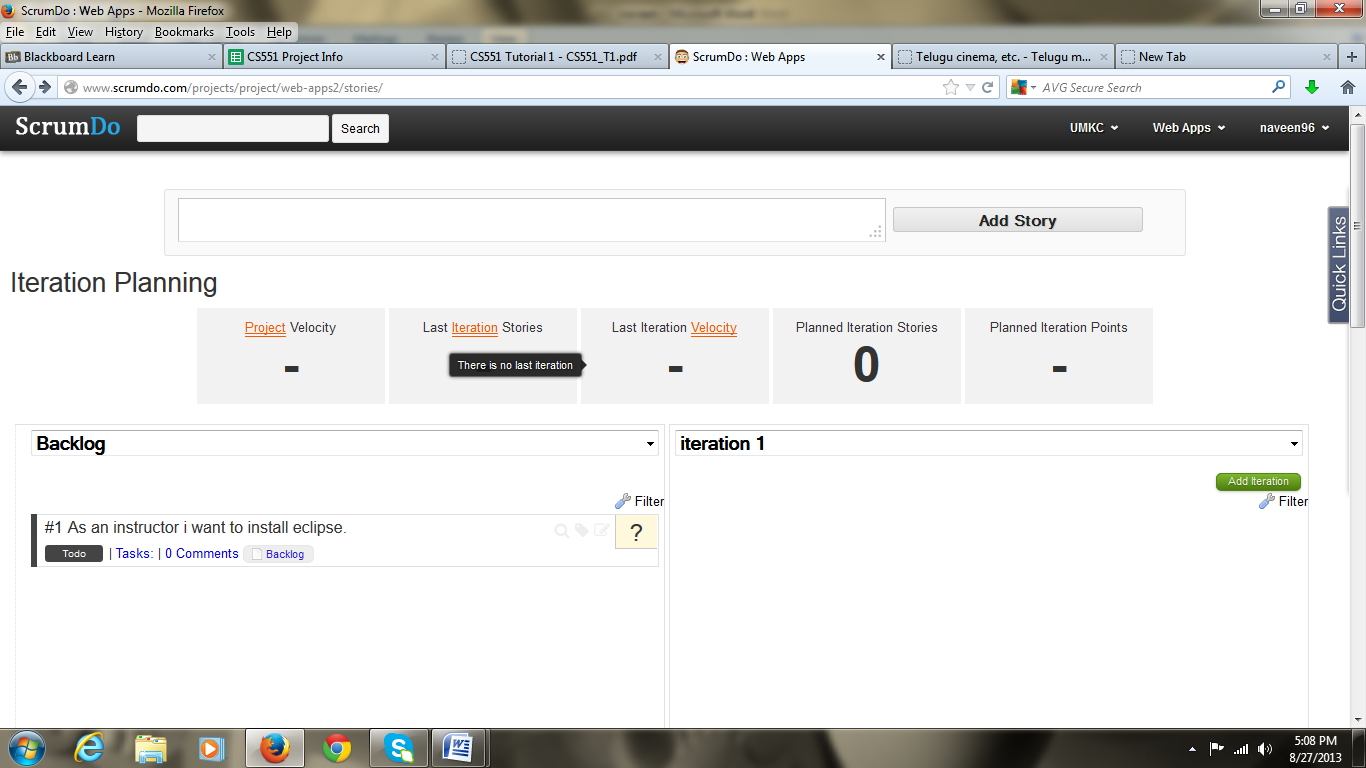 ScrumDo : Web Apps - Mozilla Firefox
File Edit View History Bookmarks Tools Help
Bb Blackboard Learn × CS551 Project Info × CS551 Tutorial 1 - CS551_T1.pdf × ScrumDo : Web Apps × Telugu cinema, etc. - Telugu m... × New Tab × +
www.scrumdo.com/projects/project/web-apps2/stories/ AVG Secure Search
ScrumDo Search UMKC Web Apps naveen96
Add Story
Quick Links
Iteration Planning
Project Velocity Last Iteration Stories Last Iteration Velocity Planned Iteration Stories Planned Iteration Points
- There is no last iteration - 0 -
Backlog iteration 1
Add Iteration
Filter Filter
#1 As an instructor i want to install eclipse. ?
Todo | Tasks: | 0 Comments Backlog
5:08 PM
8/27/2013